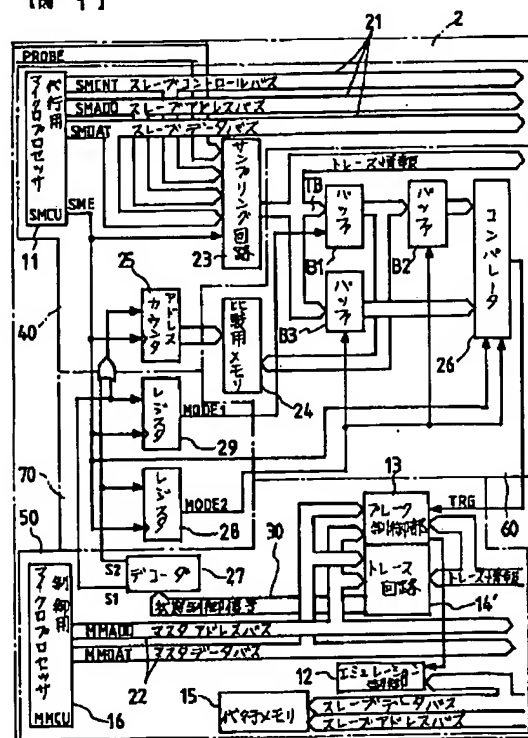 【図 1】
2
21
PROBE
SMCNT スレーブコントロールバス
SMADD スレーブアドレスバス
SMDAT スレーブデータバス
代行用
マイクロプロセッサ
SMCU
SME
11
サンプリング
回路
23
トレース情報
TB
バッファ
B1
バッファ
B2
バッファ
B3
コンパレータ
26
25
アドレス
カウンタ
比較用メモリ
24
40
レジスタ
MODE1
29
レジスタ
MODE2
28
70
50
13
ブレーク
制御部
TRG
60
30
トレース
回路
トレース情報
14'
S2
S1
デコーダ
27
MMADD マスタアドレスバス
MMDAT マスタデータバス
22
制御用
マイクロプロセッサ
MMCU
16
12
エミュレーション
制御部
15
代行メモリ
スレーブデータバス
スレーブアドレスバス